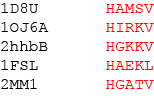 1D8U HAMSV
1OJ6A HIRKV
2hhbB HGKKV
1FSL HAEKL
2MM1 HGATV